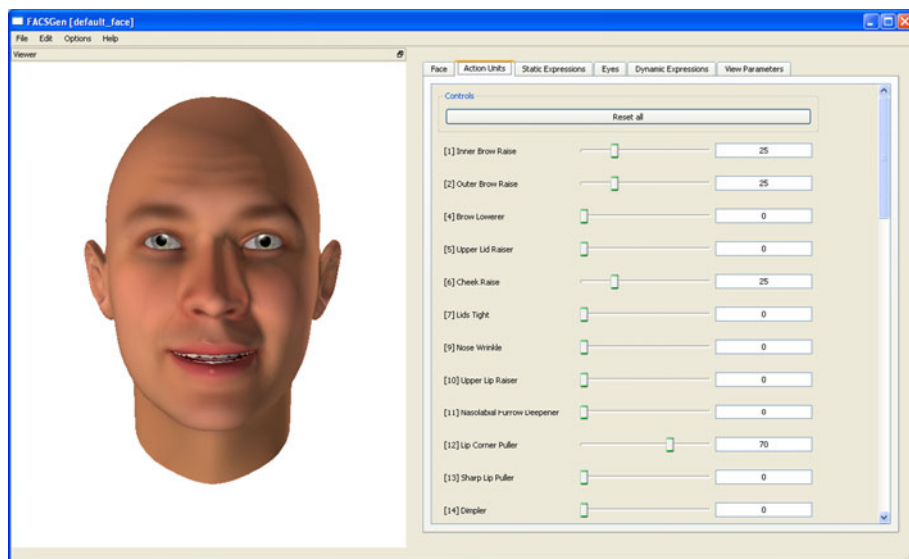 FACSGen [default_face]
File Edit Options Help
Viewer
Face Action Units Static Expressions Eyes Dynamic Expressions View Parameters
Controls
Reset all
[1] Inner Brow Raise 25
[2] Outer Brow Raise 25
[4] Brow Lowerer 0
[5] Upper Lid Raiser 0
[6] Cheek Raise 25
[7] Lids Tight 0
[9] Nose Wrinkle 0
[10] Upper Lip Raiser 0
[11] Nasolabial Furrow Deepener 0
[12] Lip Corner Puller 70
[13] Sharp Lip Puller 0
[14] Dimpler 0